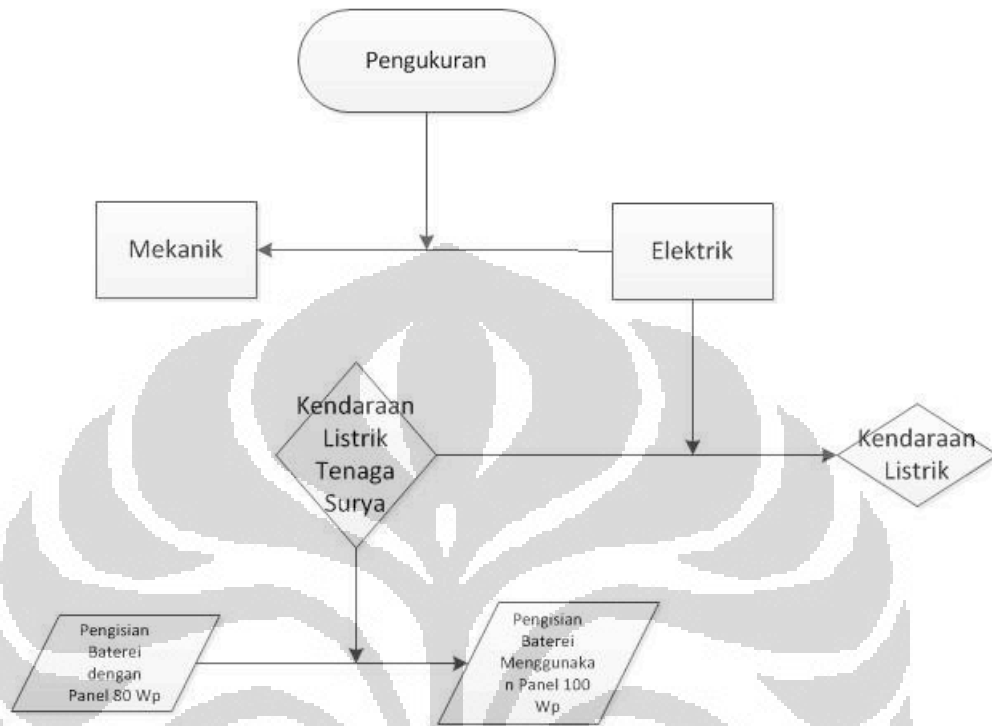 Pengukuran
Mekanik
Elektrik
Kendaraan
Listrik
Tenaga
Surya
Kendaraan
Listrik
Pengisian
Baterei
dengan
Panel 80 Wp
Pengisian
Baterei
Menggunaka
n Panel 100
Wp